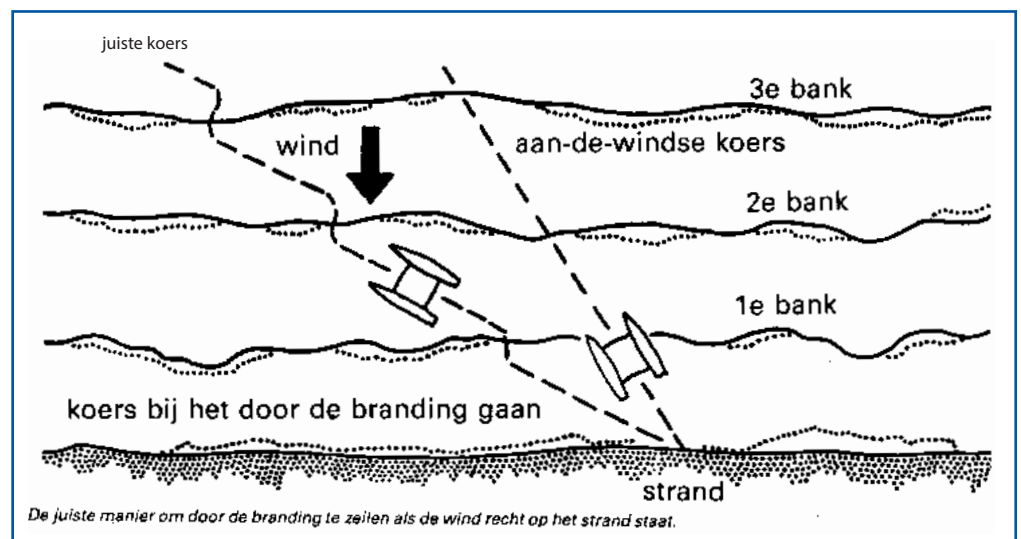 juiste koers
3e bank
wind
aan-de-windse koers
2e bank
1e bank
koers bij het door de branding gaan
strand
De juiste manier om door de branding te zeilen als de wind recht op het strand staat.